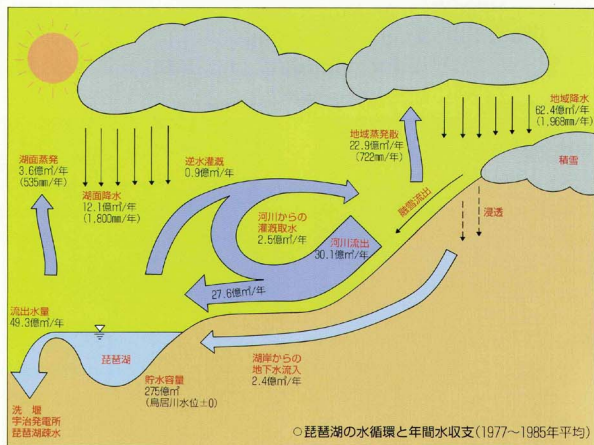 地域降水
62.4億㎥/年
(1,968㎜/年)
地域蒸発散
22.9億㎥/年
(722㎜/年)
積雪
湖面蒸発
3.6億㎥/年
(535㎜/年)
湖面降水
12.1億㎥/年
(1,800㎜/年)
逆水灌漑
0.9億㎥/年
河川からの
灌漑取水
2.5億㎥/年
融雪流出
浸透
河川流出
30.1億㎥/年
27.6億㎥/年
流出水量
49.3億㎥/年
琵琶湖
貯水容量
275億㎥
(鳥居川水位±0)
湖岸からの
地下水流入
2.4億㎥/年
洗堰
宇治発電所
琵琶湖疎水
○琵琶湖の水循環と年間水収支(1977～1985年平均)